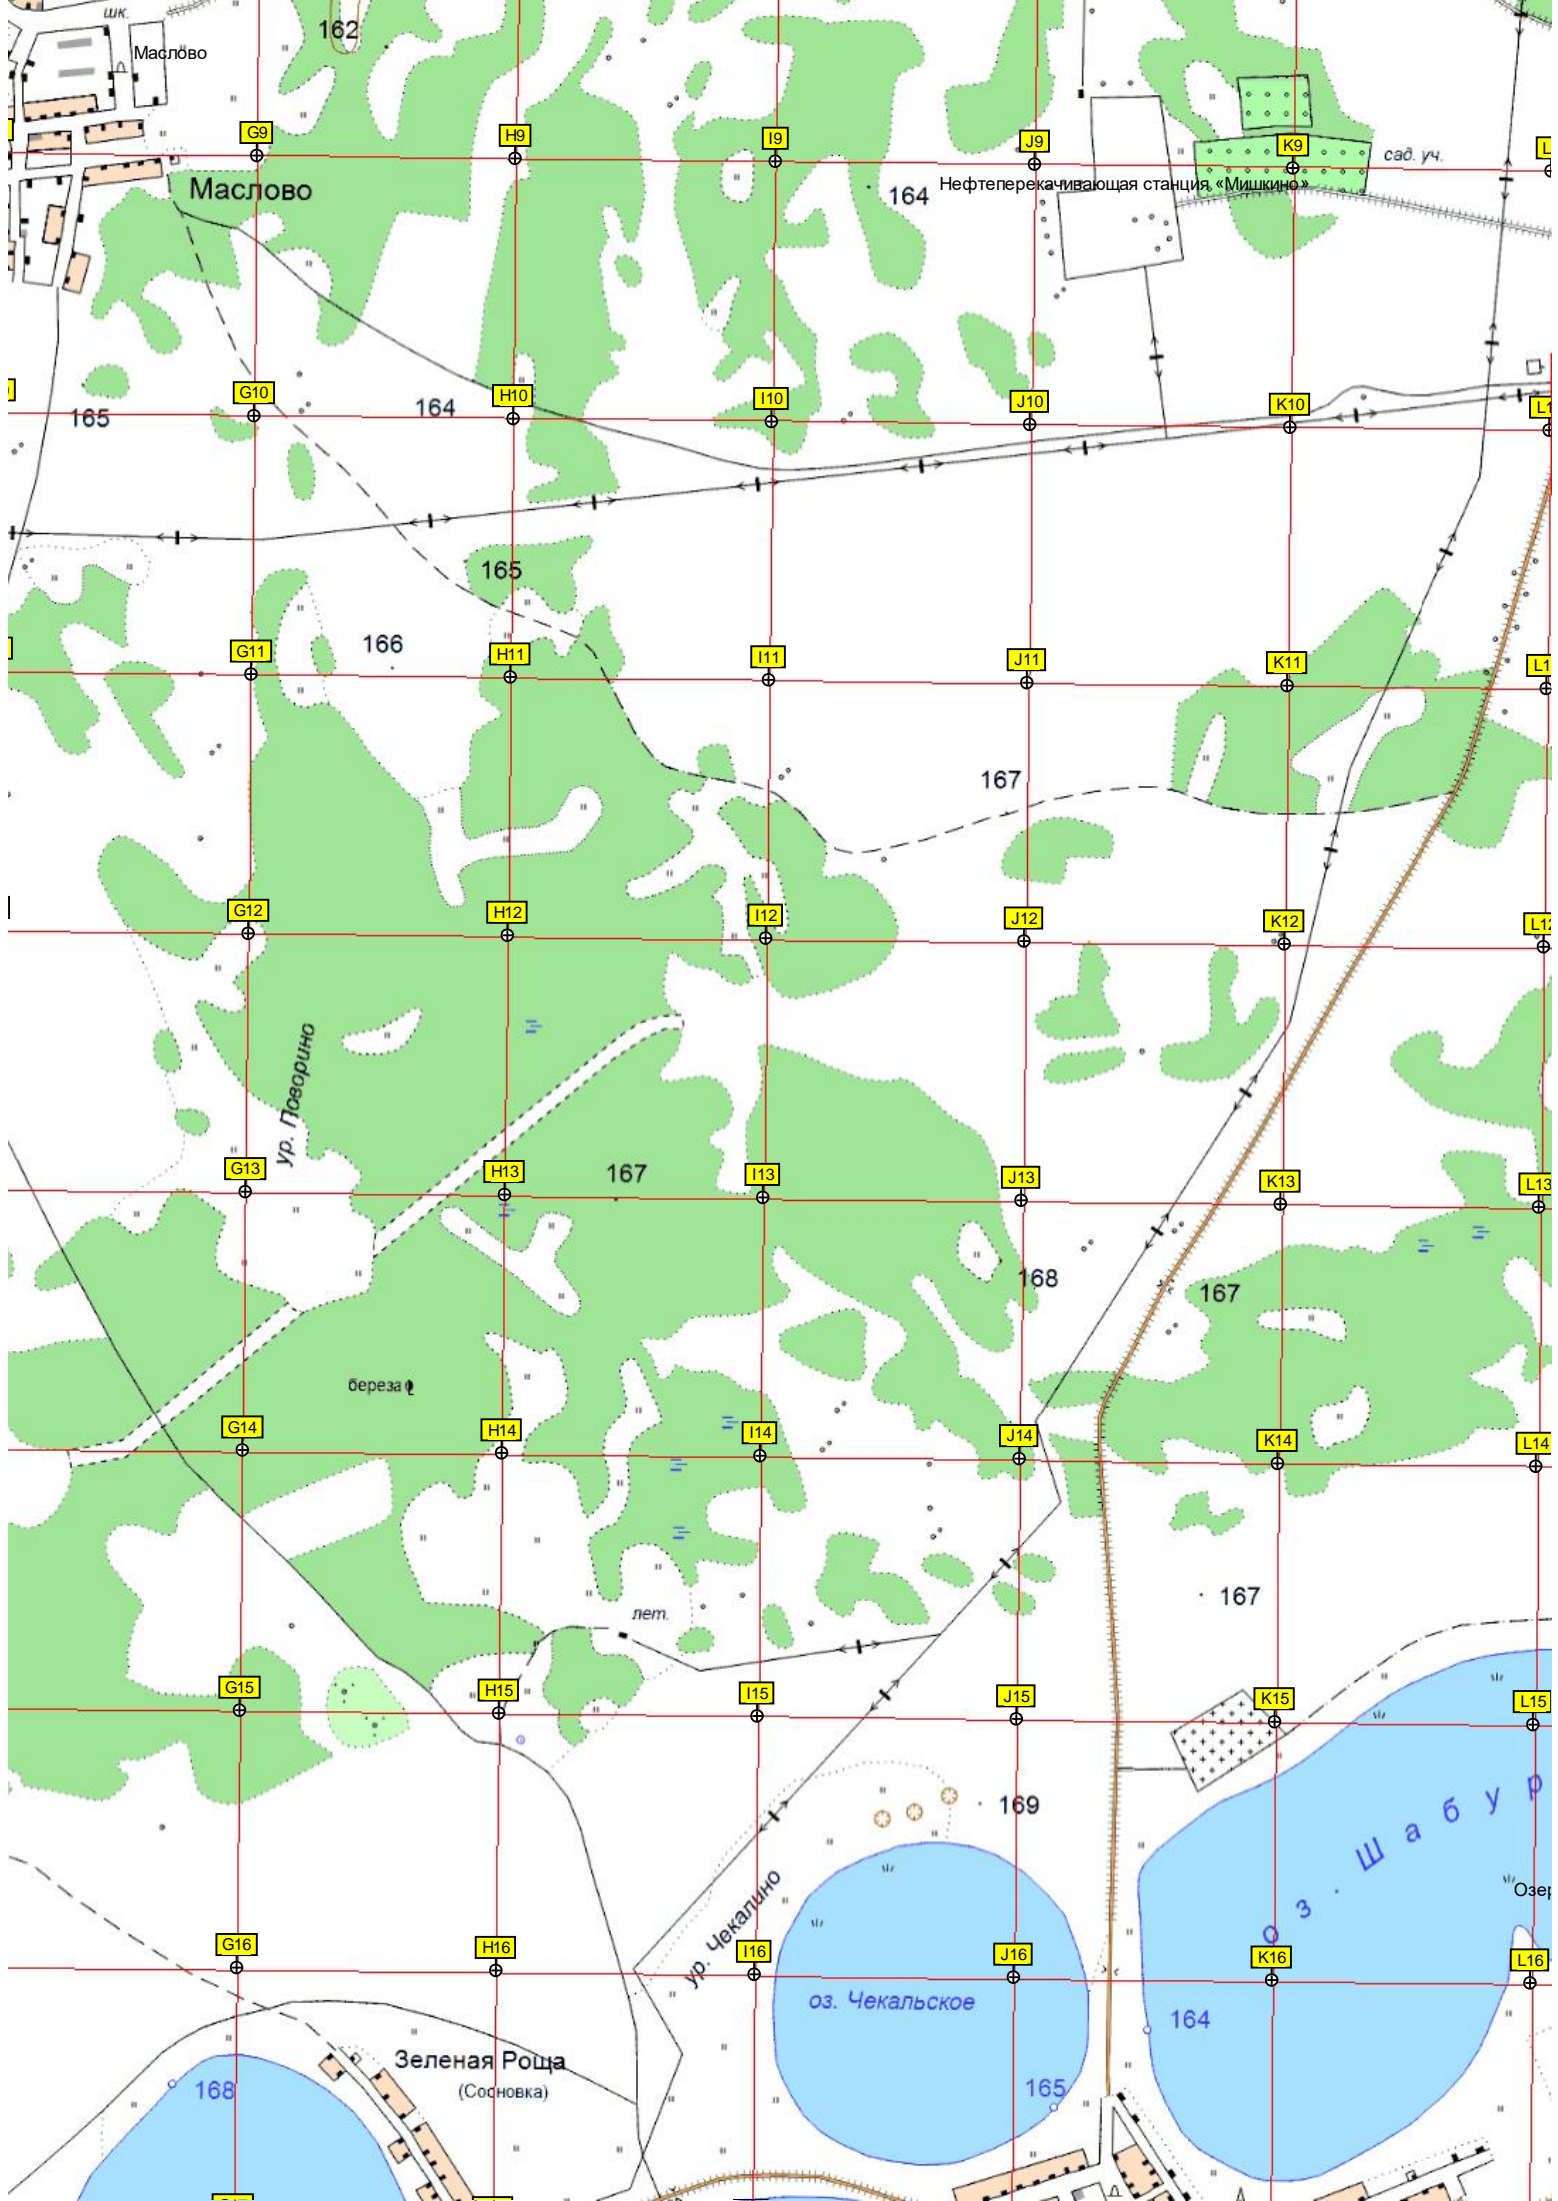 шк.
162
Маслово
G9
H9
I9
J9
K9
сад. уч.
Маслово
164
Нефтеперекачивающая станция «Мишкино»
G10
H10
I10
J10
K10
165
164
165
166
G11
H11
I11
J11
K11
167
G12
H12
I12
J12
K12
L12
ур. Поворино
G13
H13
167
I13
J13
K13
L13
168
167
береза
G14
H14
I14
J14
K14
L14
167
лет.
G15
H15
I15
J15
K15
L15
169
оз. Шабур
Озер
ур. Чекалино
G16
H16
I16
J16
K16
L16
оз. Чекальское
164
Зеленая Роща
(Сосновка)
168
165